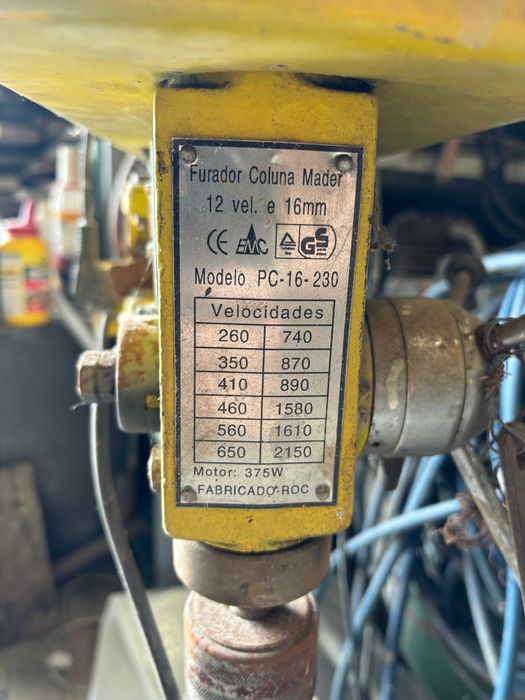 Furador Coluna Mader
12 vel. e 16mm
CE EMC GS
Modelo PC-16-230
Velocidades
260 740
350 870
410 890
460 1580
560 1610
650 2150
Motor: 375W
FABRICADO-ROC